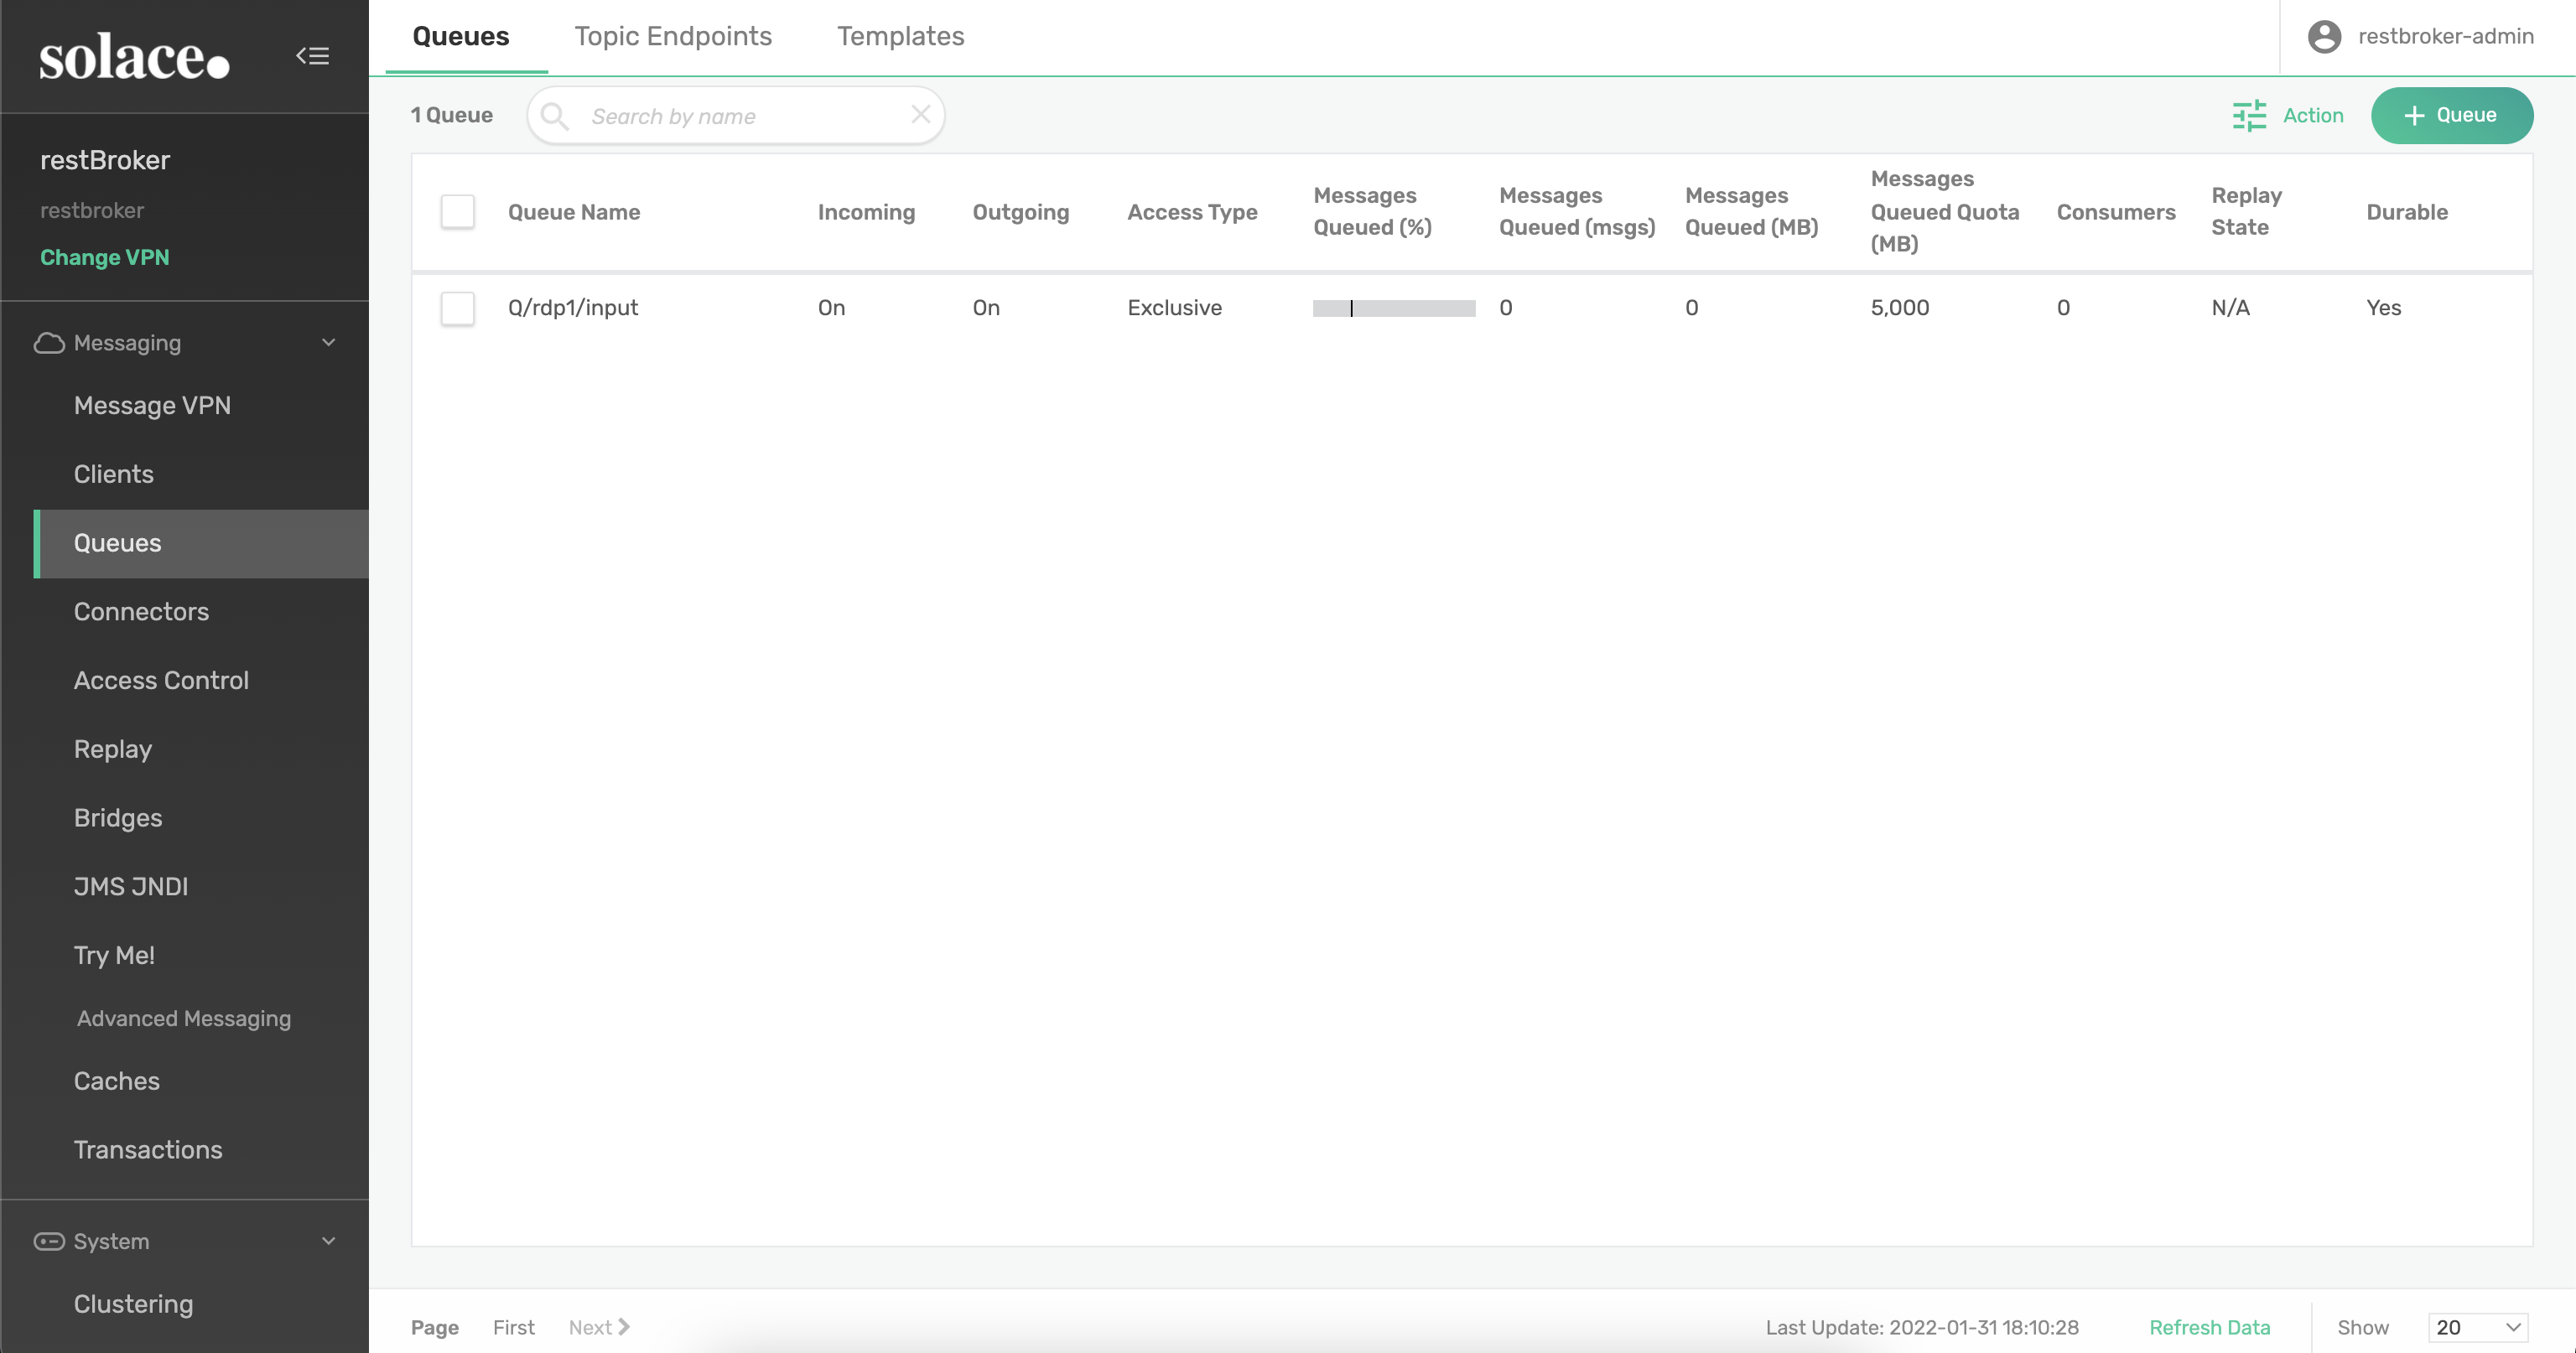 solace.
restBroker
restbroker
Change VPN
Messaging
Message VPN
Clients
Queues
Connectors
Access Control
Replay
Bridges
JMS JNDI
Try Me!
Advanced Messaging
Caches
Transactions
System
Clustering
Queues Topic Endpoints Templates restbroker-admin
1 Queue Search by name Action + Queue
Queue Name Incoming Outgoing Access Type Messages Queued (%) Messages Queued (msgs) Messages Queued (MB) Messages Queued Quota (MB) Consumers Replay State Durable
Q/rdp1/input On On Exclusive 0 0 5,000 0 N/A Yes
Page First Next Last Update: 2022-01-31 18:10:28 Refresh Data Show 20